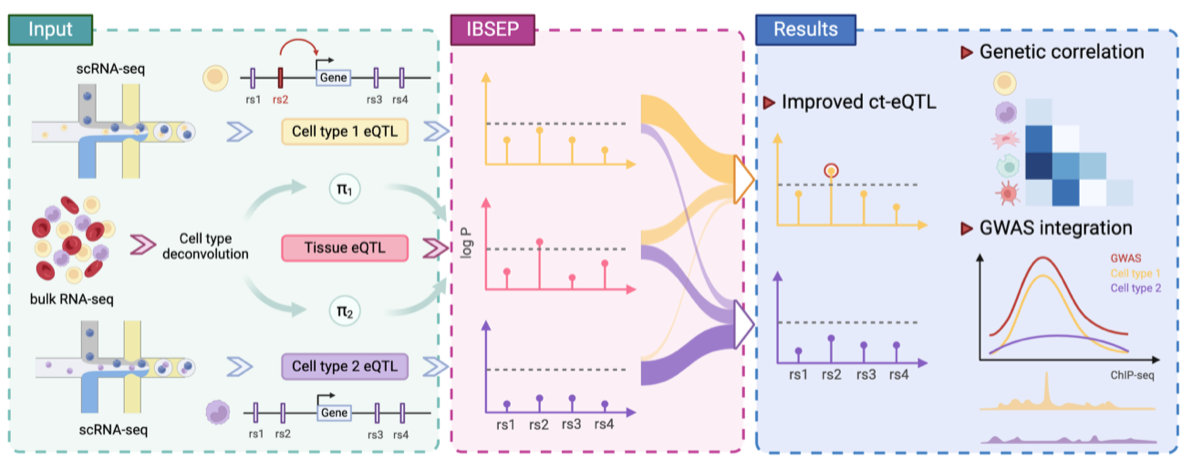 Input
scRNA-seq
Gene
rs1
rs2
rs3
rs4
Cell type 1 eQTL
π1
bulk RNA-seq
Cell type
deconvolution
Tissue eQTL
π2
Cell type 2 eQTL
scRNA-seq
Gene
rs1
rs2
rs3
rs4
IBSEP
log P
rs1
rs2
rs3
rs4
Results
Improved ct-eQTL
rs1
rs2
rs3
rs4
Genetic correlation
GWAS integration
GWAS
Cell type 1
Cell type 2
ChIP-seq